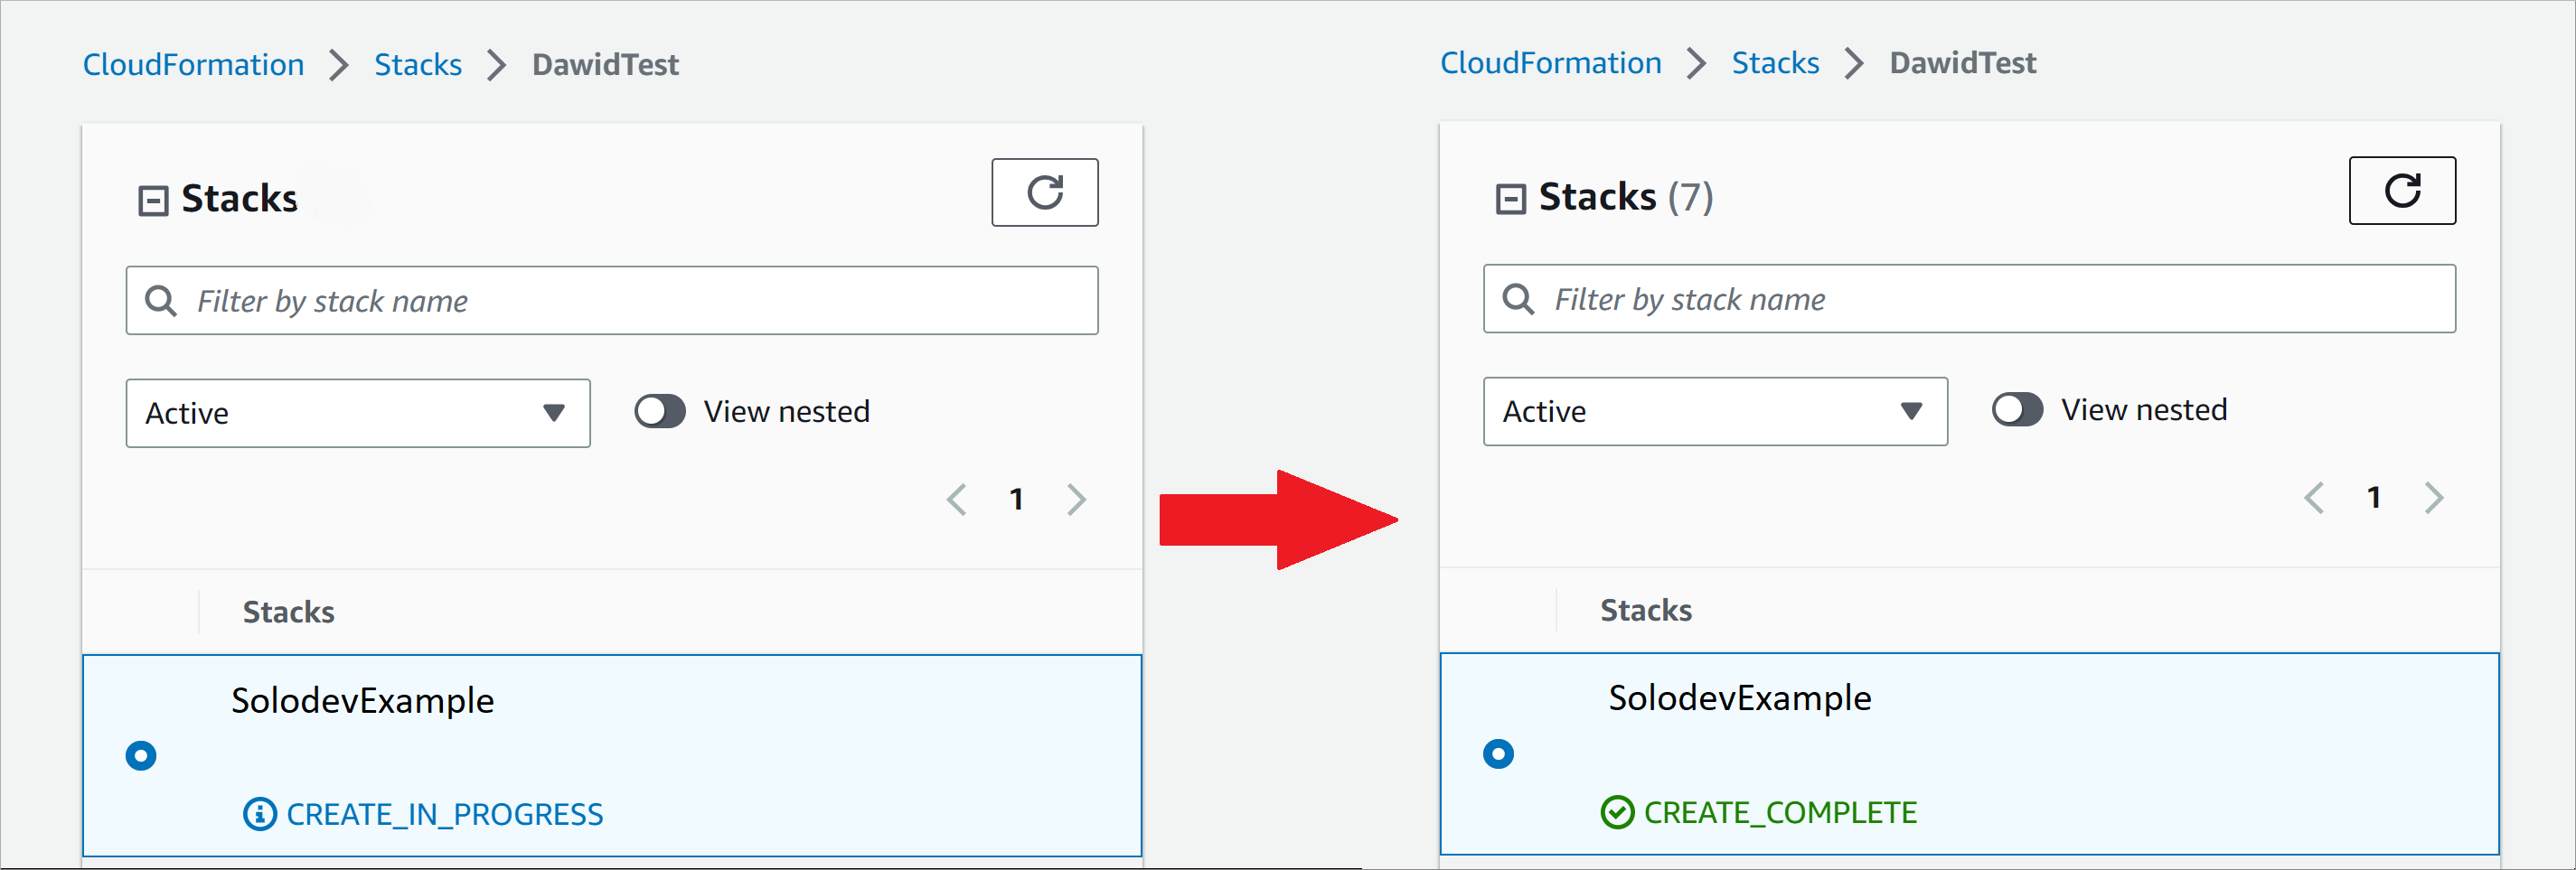 CloudFormation > Stacks > DawidTest
Stacks
Filter by stack name
Active
View nested
1
Stacks
SolodevExample
CREATE_IN_PROGRESS
CloudFormation > Stacks > DawidTest
Stacks (7)
Filter by stack name
Active
View nested
1
Stacks
SolodevExample
CREATE_COMPLETE